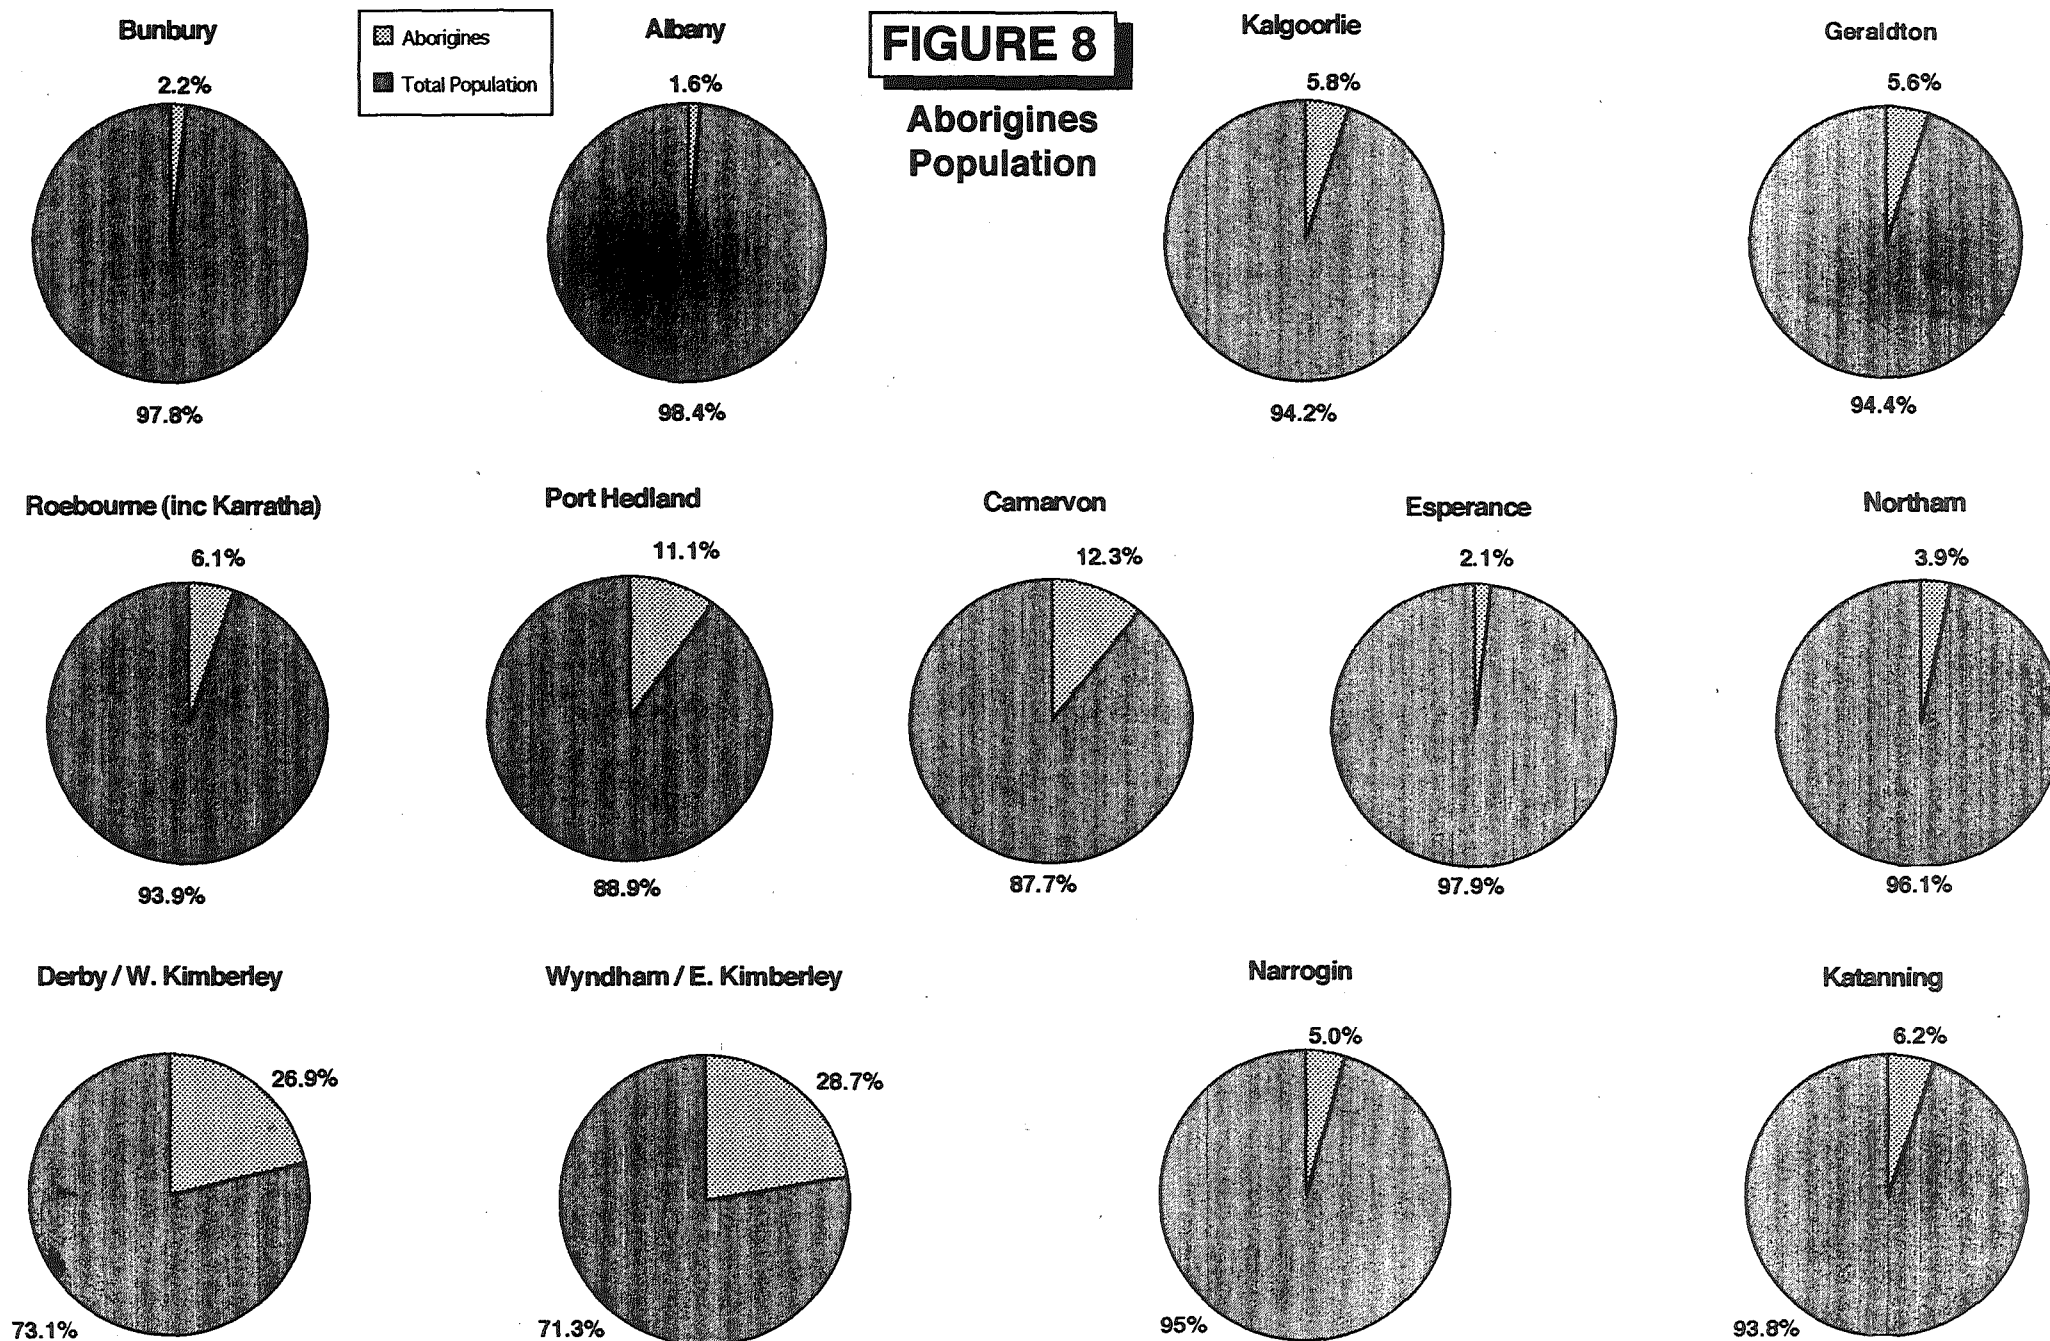 FIGURE 8
Aborigines
Population
Aborigines
Total Population
Bunbury
2.2%
97.8%
Albany
1.6%
98.4%
Kalgoorlie
5.8%
94.2%
Geraldton
5.6%
94.4%
Roebourne (inc Karratha)
6.1%
93.9%
Port Hedland
11.1%
88.9%
Carnarvon
12.3%
87.7%
Esperance
2.1%
97.9%
Northam
3.9%
96.1%
Derby / W. Kimberley
26.9%
73.1%
Wyndham / E. Kimberley
28.7%
71.3%
Narrogin
5.0%
95%
Katanning
6.2%
93.8%